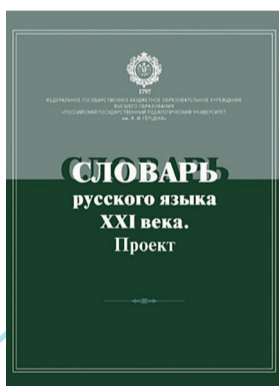 1797
ФЕДЕРАЛЬНОЕ ГОСУДАРСТВЕННОЕ БЮДЖЕТНОЕ ОБРАЗОВАТЕЛЬНОЕ УЧРЕЖДЕНИЕ
ВЫСШЕГО ОБРАЗОВАНИЯ
«РОССИЙСКИЙ ГОСУДАРСТВЕННЫЙ ПЕДАГОГИЧЕСКИЙ УНИВЕРСИТЕТ
им. А. И. ГЕРЦЕНА»
СЛОВАРЬ
СЛОВАРЬ
русского языка
XXI века.
Проект